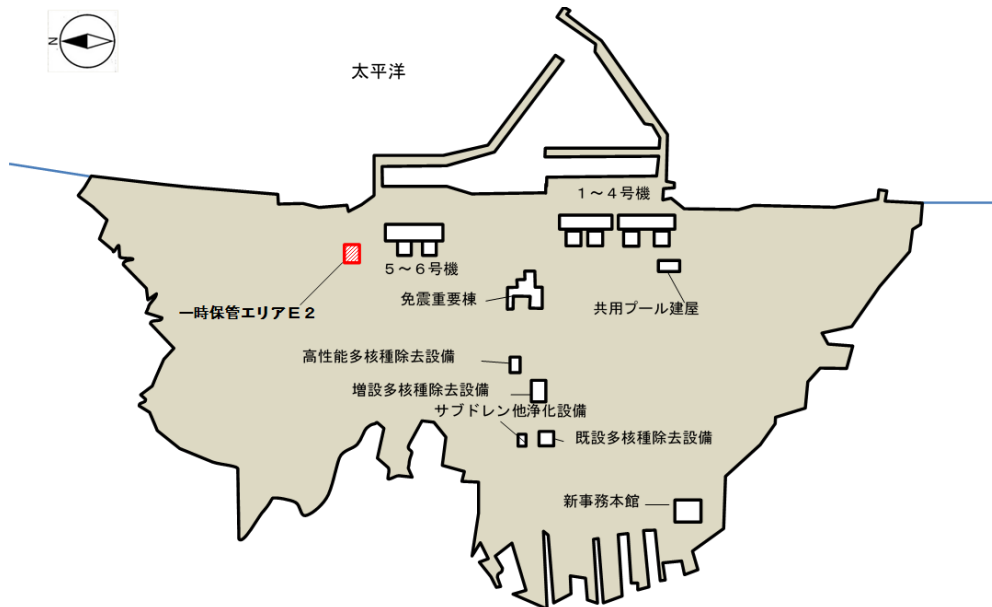 N
太平洋
1～4号機
5～6号機
免震重要棟
一時保管エリアE2
共用プール建屋
高性能多核種除去設備
増設多核種除去設備
サブドレン他浄化設備
既設多核種除去設備
新事務本館